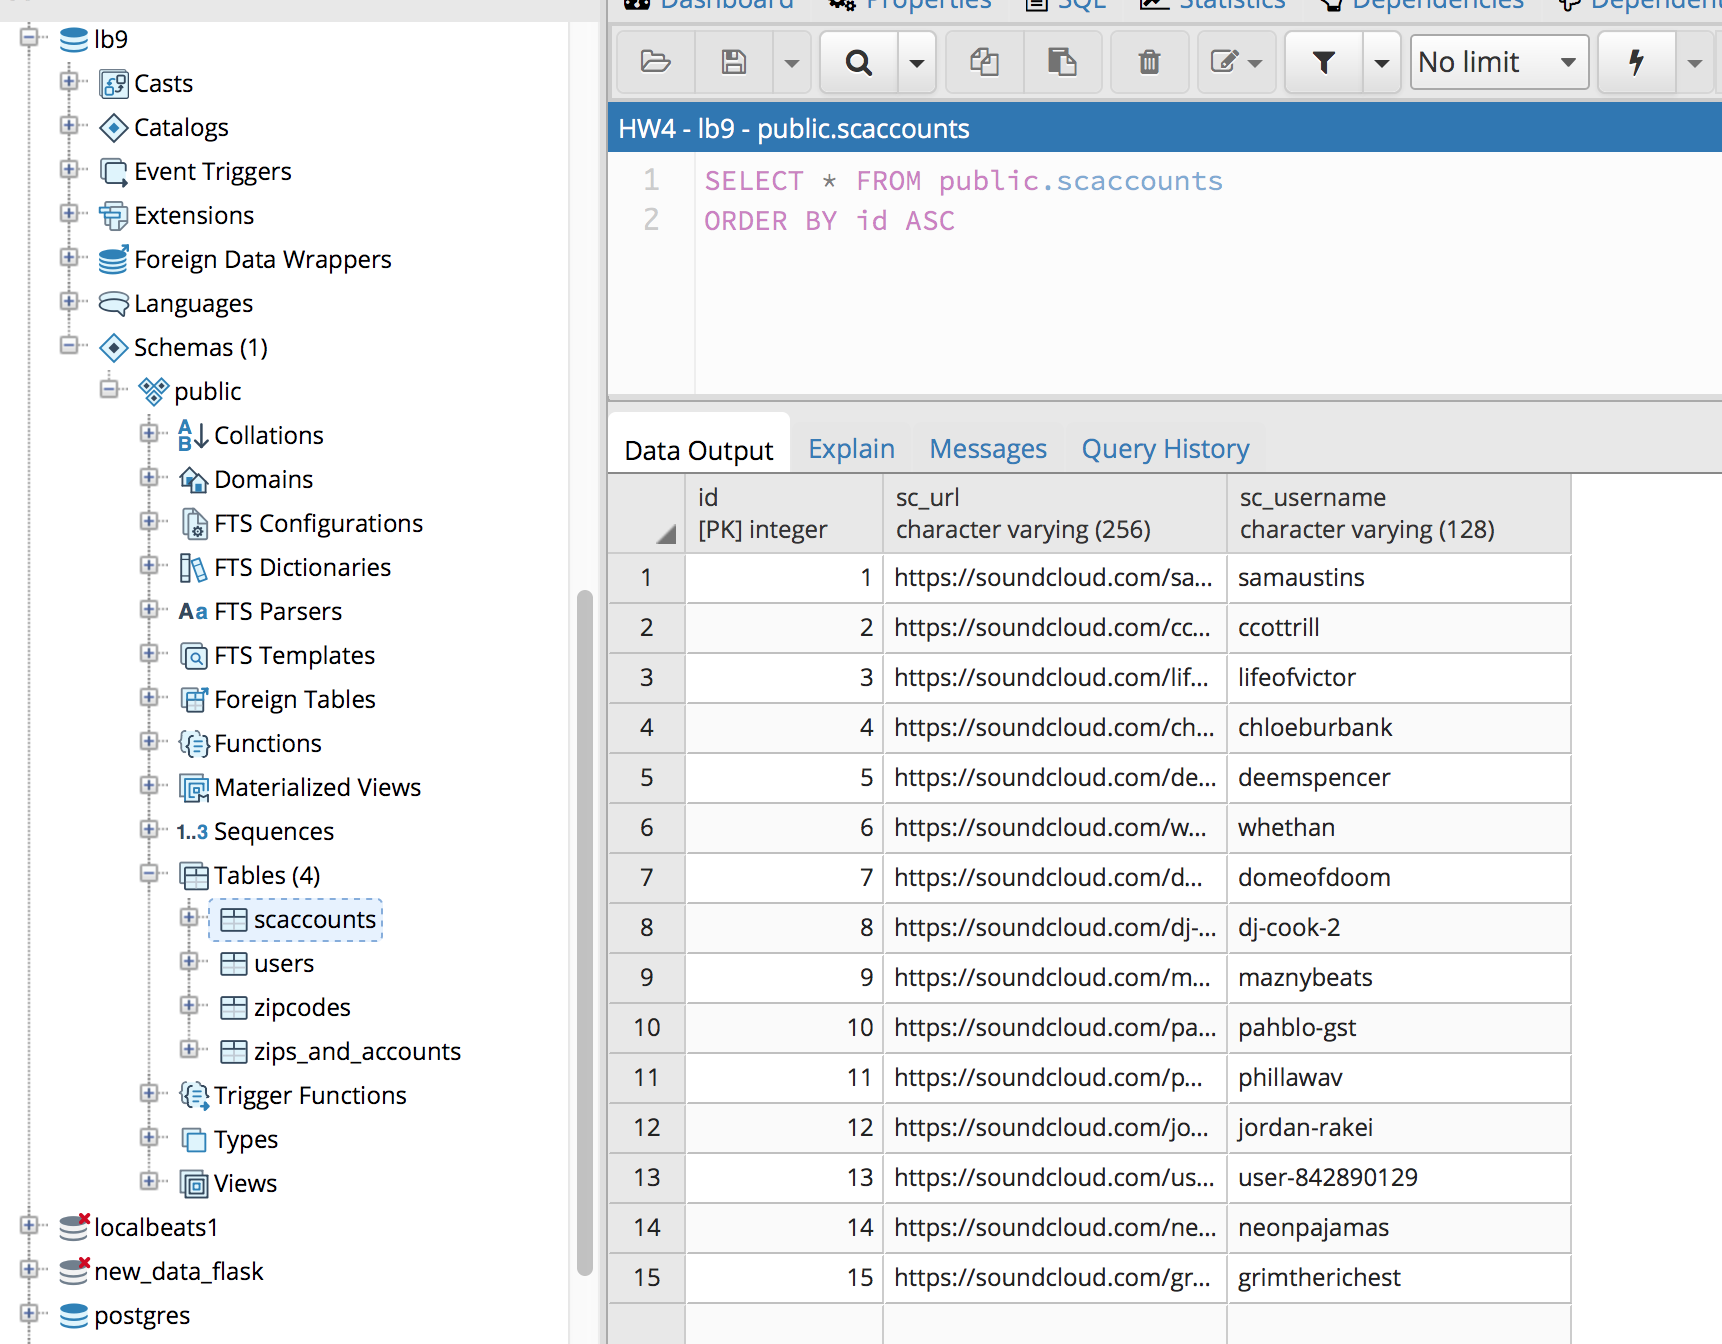 Dashboard
Properties
SQL
Statistics
Dependencies
Dependent
lb9
Casts
Catalogs
Event Triggers
Extensions
Foreign Data Wrappers
Languages
Schemas (1)
public
Collations
Domains
FTS Configurations
FTS Dictionaries
Aa FTS Parsers
FTS Templates
Foreign Tables
Functions
Materialized Views
1..3 Sequences
Tables (4)
scaccounts
users
zipcodes
zips_and_accounts
Trigger Functions
Types
Views
localbeats1
new_data_flask
postgres
No limit
HW4 - lb9 - public.scaccounts
1 SELECT * FROM public.scaccounts
2 ORDER BY id ASC
Data Output Explain Messages Query History
id sc_url sc_username
[PK] integer character varying (256) character varying (128)
1 1 https://soundcloud.com/sa... samaustins
2 2 https://soundcloud.com/cc... ccottrill
3 3 https://soundcloud.com/lif... lifeofvictor
4 4 https://soundcloud.com/ch... chloeburbank
5 5 https://soundcloud.com/de... deemspencer
6 6 https://soundcloud.com/w... whethan
7 7 https://soundcloud.com/d... domeofdoom
8 8 https://soundcloud.com/dj-... dj-cook-2
9 9 https://soundcloud.com/m... maznybeats
10 10 https://soundcloud.com/pa... pahblo-gst
11 11 https://soundcloud.com/p... phillawav
12 12 https://soundcloud.com/jo... jordan-rakei
13 13 https://soundcloud.com/us... user-842890129
14 14 https://soundcloud.com/ne... neonpajamas
15 15 https://soundcloud.com/gr... grimtherichest